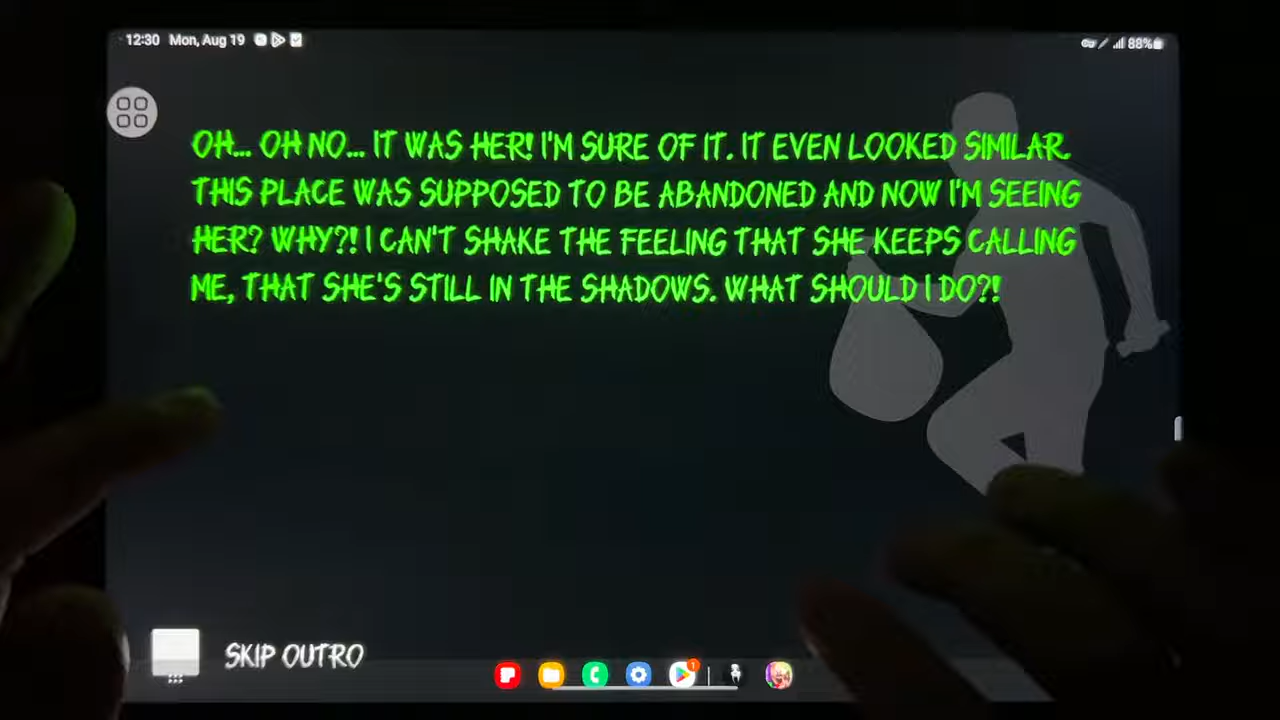 12:30 Mon, Aug 19
88%
OH... OH NO... IT WAS HER! I'M SURE OF IT. IT EVEN LOOKED SIMILAR.
THIS PLACE WAS SUPPOSED TO BE ABANDONED AND NOW I'M SEEING
HER? WHY?! I CAN'T SHAKE THE FEELING THAT SHE KEEPS CALLING
ME, THAT SHE'S STILL IN THE SHADOWS. WHAT SHOULD I DO?!
SKIP OUTRO
1